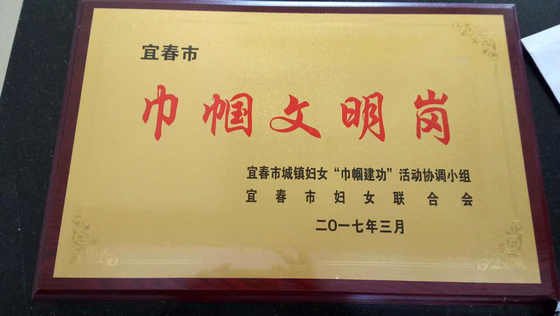 宜春市
巾帼文明岗
宜春市城镇妇女“巾帼建功”活动协调小组
宜春市妇女联合会
二〇一七年三月